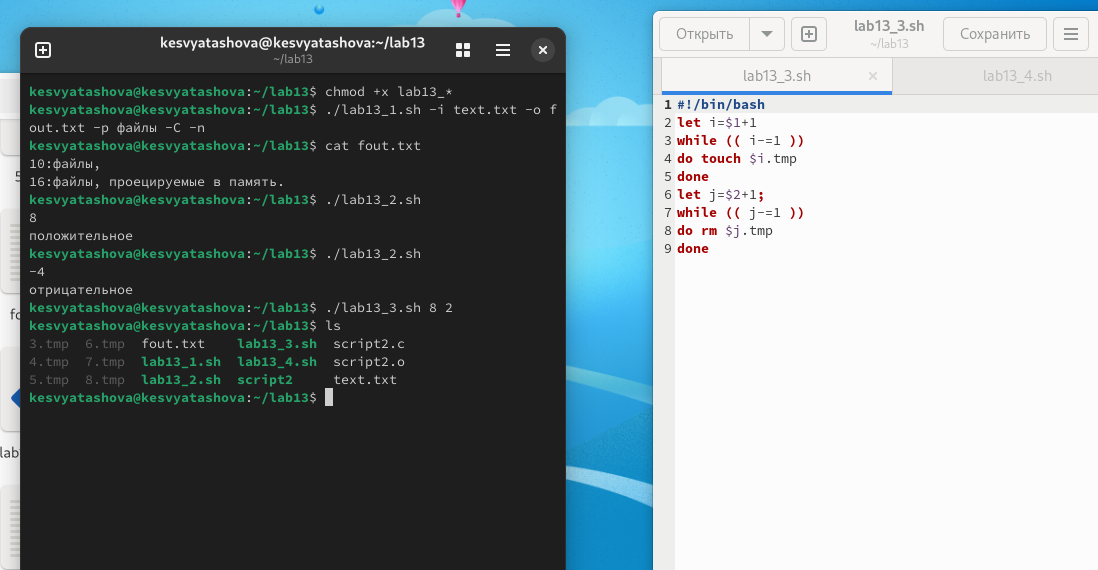 kesvyatashova@kesvyatashova:~/lab13
~/lab13
kesvyatashova@kesvyatashova:~/lab13$ chmod +x lab13_*
kesvyatashova@kesvyatashova:~/lab13$ ./lab13_1.sh -i text.txt -o f
out.txt -p файлы -C -n
kesvyatashova@kesvyatashova:~/lab13$ cat fout.txt
10:файлы,
16:файлы, проецируемые в память.
kesvyatashova@kesvyatashova:~/lab13$ ./lab13_2.sh
8
положительное
kesvyatashova@kesvyatashova:~/lab13$ ./lab13_2.sh
-4
отрицательное
kesvyatashova@kesvyatashova:~/lab13$ ./lab13_3.sh 8 2
kesvyatashova@kesvyatashova:~/lab13$ ls
3.tmp 6.tmp fout.txt lab13_3.sh script2.c
4.tmp 7.tmp lab13_1.sh lab13_4.sh script2.o
5.tmp 8.tmp lab13_2.sh script2 text.txt
kesvyatashova@kesvyatashova:~/lab13$
Открыть
lab13_3.sh
~/lab13
Сохранить
lab13_3.sh
lab13_4.sh
1 #!/bin/bash
2 let i=$1+1
3 while (( i-=1 ))
4 do touch $i.tmp
5 done
6 let j=$2+1;
7 while (( j-=1 ))
8 do rm $j.tmp
9 done